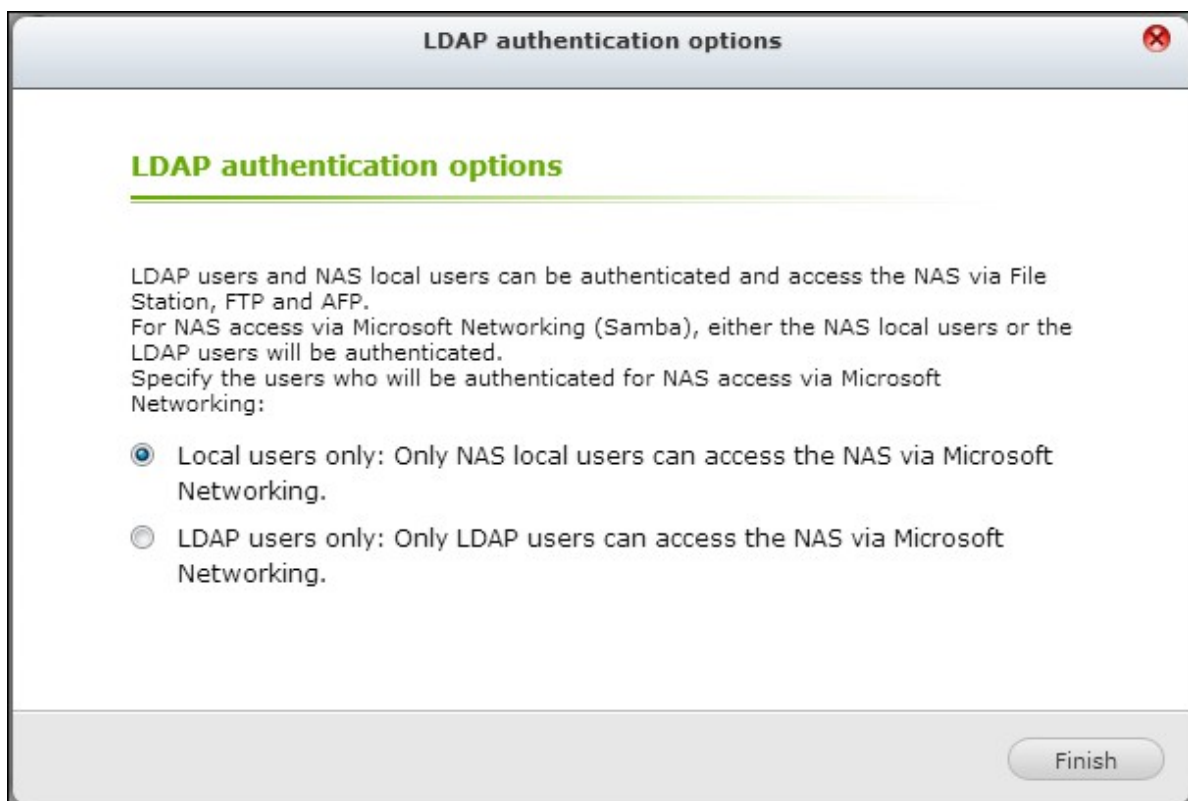 LDAP authentication options
LDAP authentication options
LDAP users and NAS local users can be authenticated and access the NAS via File
Station, FTP and AFP.
For NAS access via Microsoft Networking (Samba), either the NAS local users or the
LDAP users will be authenticated.
Specify the users who will be authenticated for NAS access via Microsoft
Networking:
Local users only: Only NAS local users can access the NAS via Microsoft
Networking.
LDAP users only: Only LDAP users can access the NAS via Microsoft
Networking.
Finish